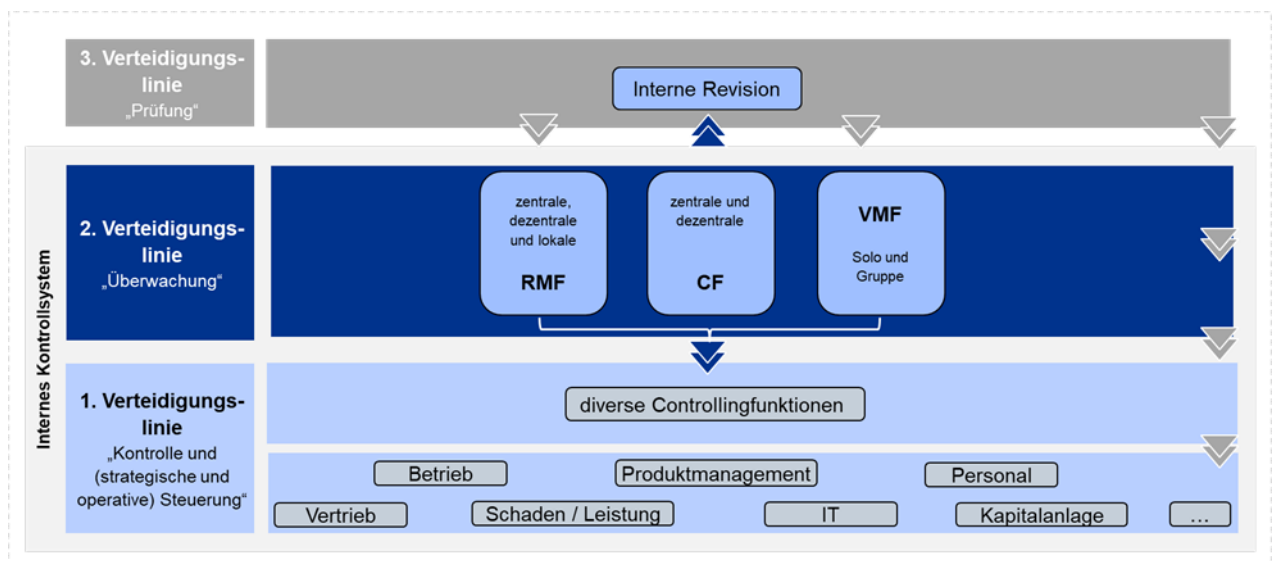 3. Verteidigungs-
linie
„Prüfung“
Interne Revision
Internes Kontrollsystem
2. Verteidigungs-
linie
„Überwachung“
zentrale,
dezentrale
und lokale
RMF
zentrale und
dezentrale
CF
VMF
Solo und
Gruppe
1. Verteidigungs-
linie
„Kontrolle und
(strategische und
operative) Steuerung“
diverse Controllingfunktionen
Betrieb
Produktmanagement
Personal
Vertrieb
Schaden / Leistung
IT
Kapitalanlage
…